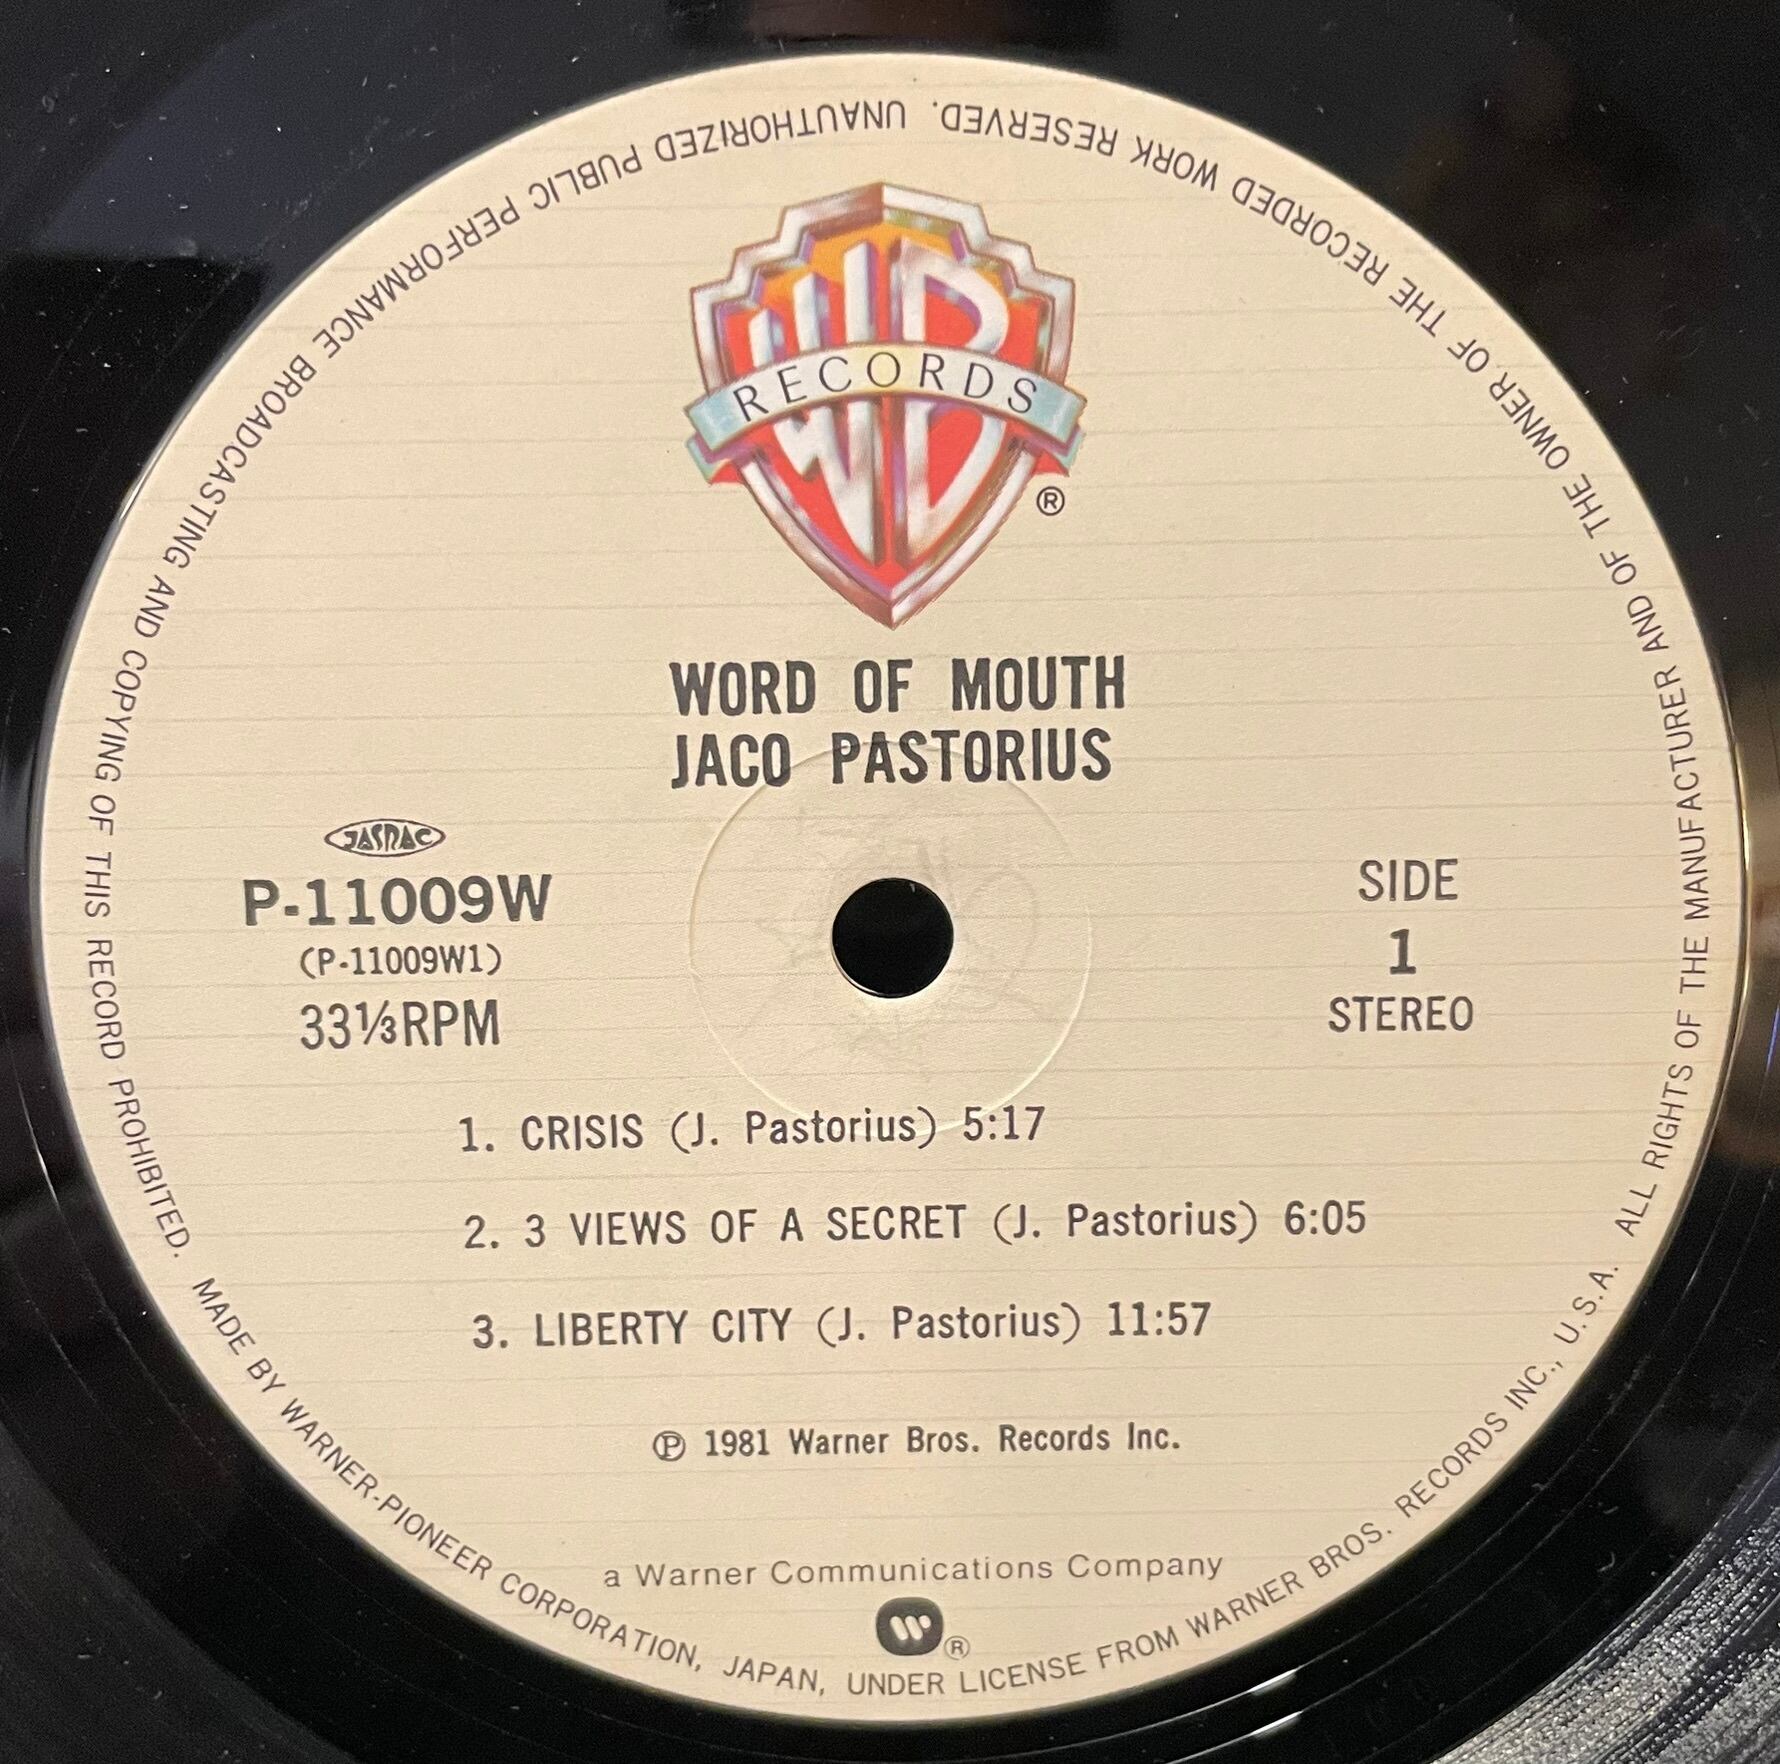 WB
RECORDS
®
WORD OF MOUTH
JACO PASTORIUS
JASRAC
P-11009W
(P-11009W1)
33⅓RPM
SIDE
1
STEREO
1. CRISIS (J. Pastorius) 5:17
2. 3 VIEWS OF A SECRET (J. Pastorius) 6:05
3. LIBERTY CITY (J. Pastorius) 11:57
℗ 1981 Warner Bros. Records Inc.
a Warner Communications Company
®
ALL RIGHTS OF THE MANUFACTURER AND OF THE OWNER OF THE RECORDED WORK RESERVED. UNAUTHORIZED PUBLIC PERFORMANCE BROADCASTING AND COPYING OF THIS RECORD PROHIBITED.
MADE BY WARNER-PIONEER CORPORATION, JAPAN, UNDER LICENSE FROM WARNER BROS. RECORDS INC., U.S.A.